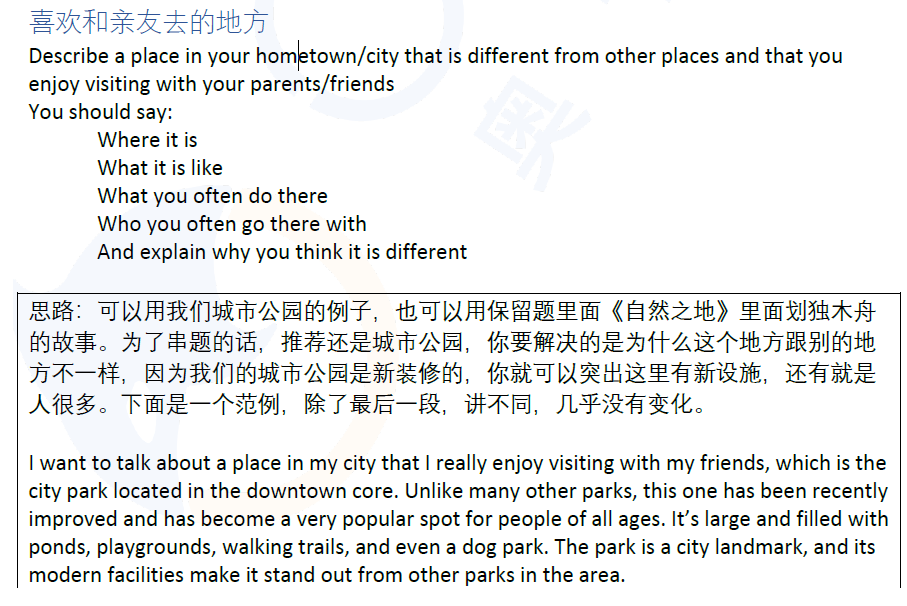 喜欢和亲友去的地方
Describe a place in your hometown/city that is different from other places and that you
enjoy visiting with your parents/friends
You should say:
Where it is
What it is like
What you often do there
Who you often go there with
And explain why you think it is different
思路：可以用我们城市公园的例子，也可以用保留题里面《自然之地》里面划独木舟
的故事。为了串题的话，推荐还是城市公园，你要解决的是为什么这个地方跟别的地
方不一样，因为我们的城市公园是新装修的，你就可以突出这里有新设施，还有就是
人很多。下面是一个范例，除了最后一段，讲不同，几乎没有变化。
I want to talk about a place in my city that I really enjoy visiting with my friends, which is the
city park located in the downtown core. Unlike many other parks, this one has been recently
improved and has become a very popular spot for people of all ages. It’s large and filled with
ponds, playgrounds, walking trails, and even a dog park. The park is a city landmark, and its
modern facilities make it stand out from other parks in the area.